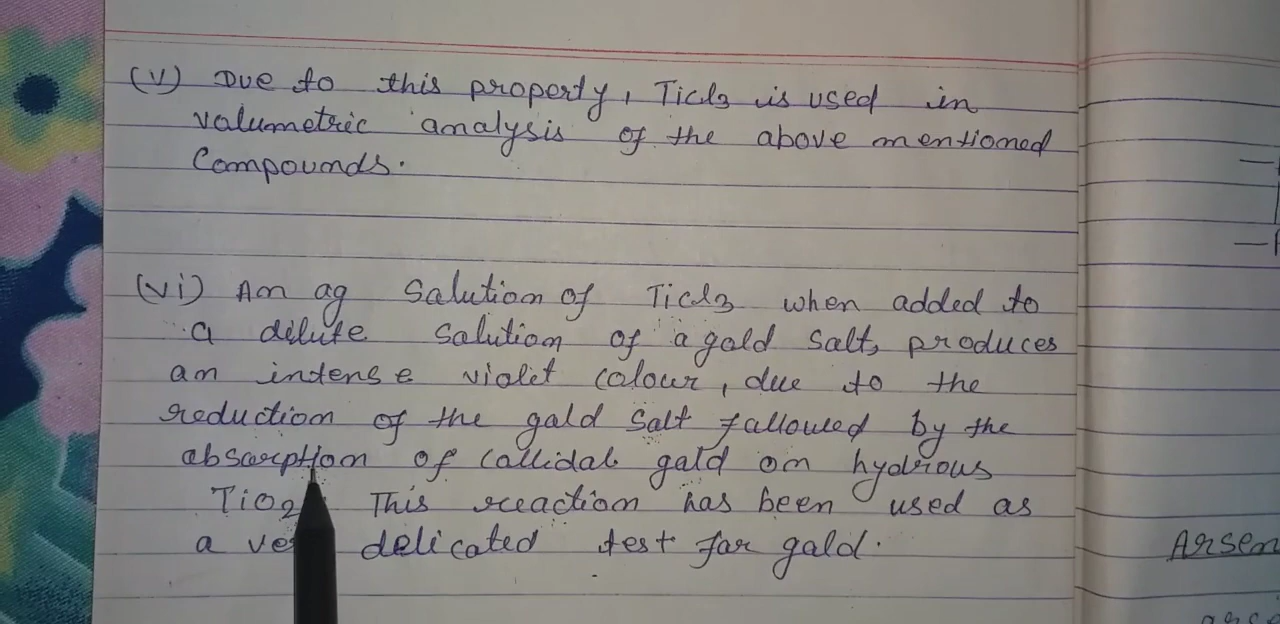 (v) Due to this property, Ticl3 is used in
valumetric analysis of the above mentioned
Compounds.
(vi) An aq Salution of Ticl3 when added to
a dilute Salution of a gald Salt, produces
an intense violet colour, due to the
reduction of the gald Salt fallowed by the
absorption of Callidal gald on hydrous
Tio2 This reaction has been used as
a delicated test far gald.
Arsen